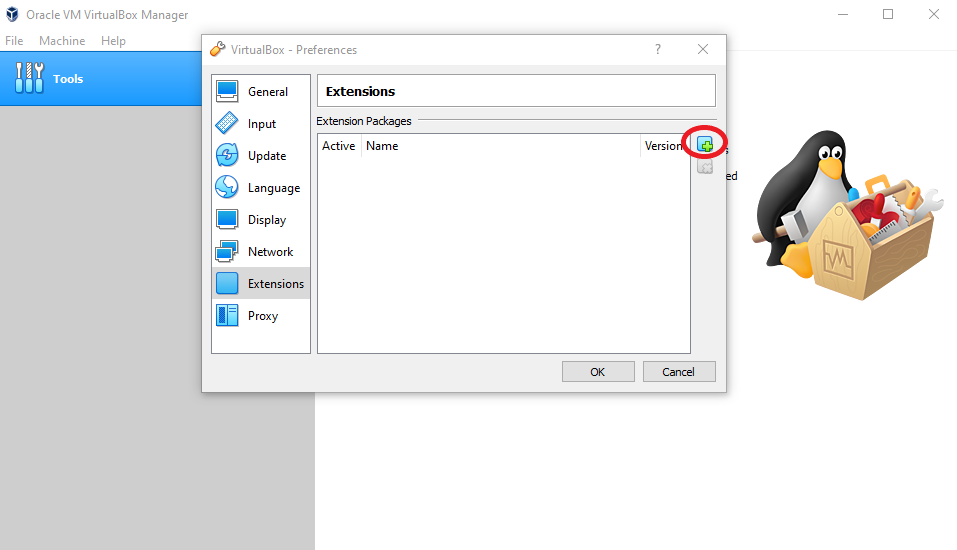 Oracle VM VirtualBox Manager
File Machine Help
Tools
VirtualBox - Preferences ?
General
Input
Update
Language
Display
Network
Extensions
Proxy
Extensions
Extension Packages
Active Name Version
OK Cancel